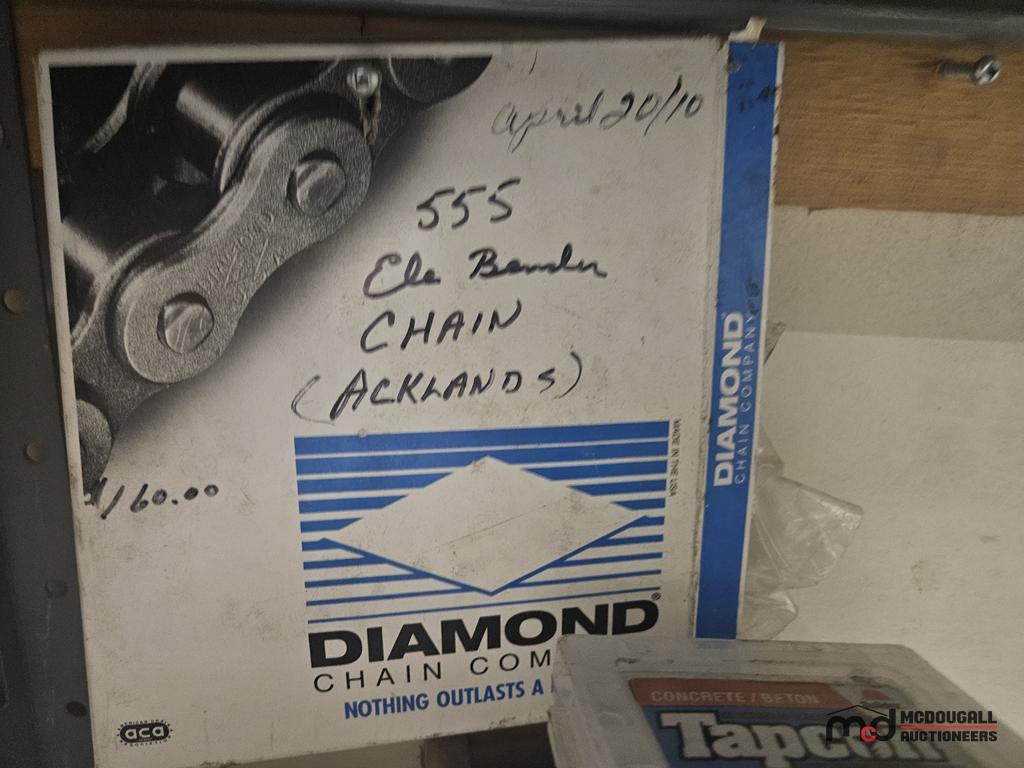 April 20/10
555
Ele Bender
CHAIN
(ACKLANDS)
$160.00
MADE IN THE USA
DIAMOND®
CHAIN COM
NOTHING OUTLASTS A
aca
DIAMOND
CHAIN COMPANY
CONCRETE / BETON
Tapcon
mcd MCDOUGALL
AUCTIONEERS